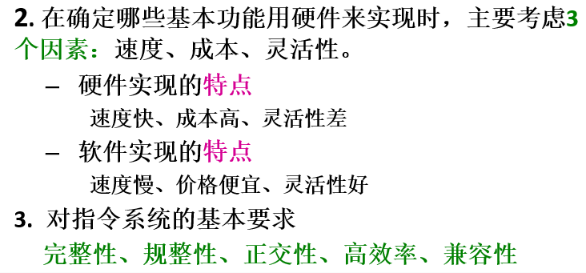 2. 在确定哪些基本功能用硬件来实现时，主要考虑3
个因素：速度、成本、灵活性。
– 硬件实现的特点
速度快、成本高、灵活性差
– 软件实现的特点
速度慢、价格便宜、灵活性好
3. 对指令系统的基本要求
完整性、规整性、正交性、高效率、兼容性